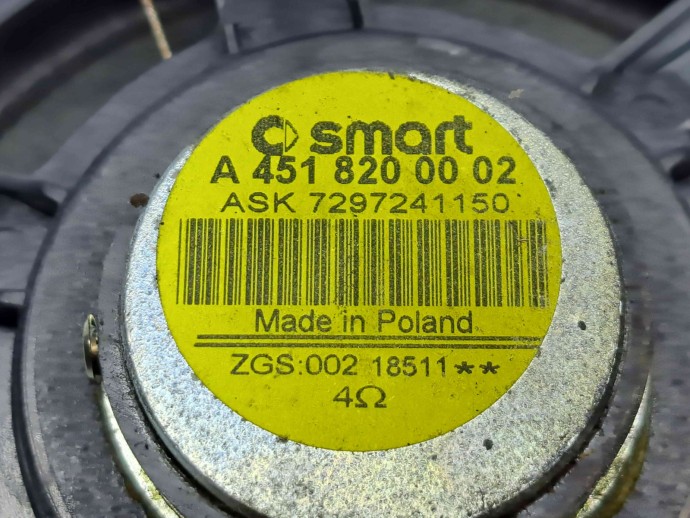 smart
A 451 820 00 02
ASK 7297241150
Made in Poland
ZGS:002 18511**
4Ω